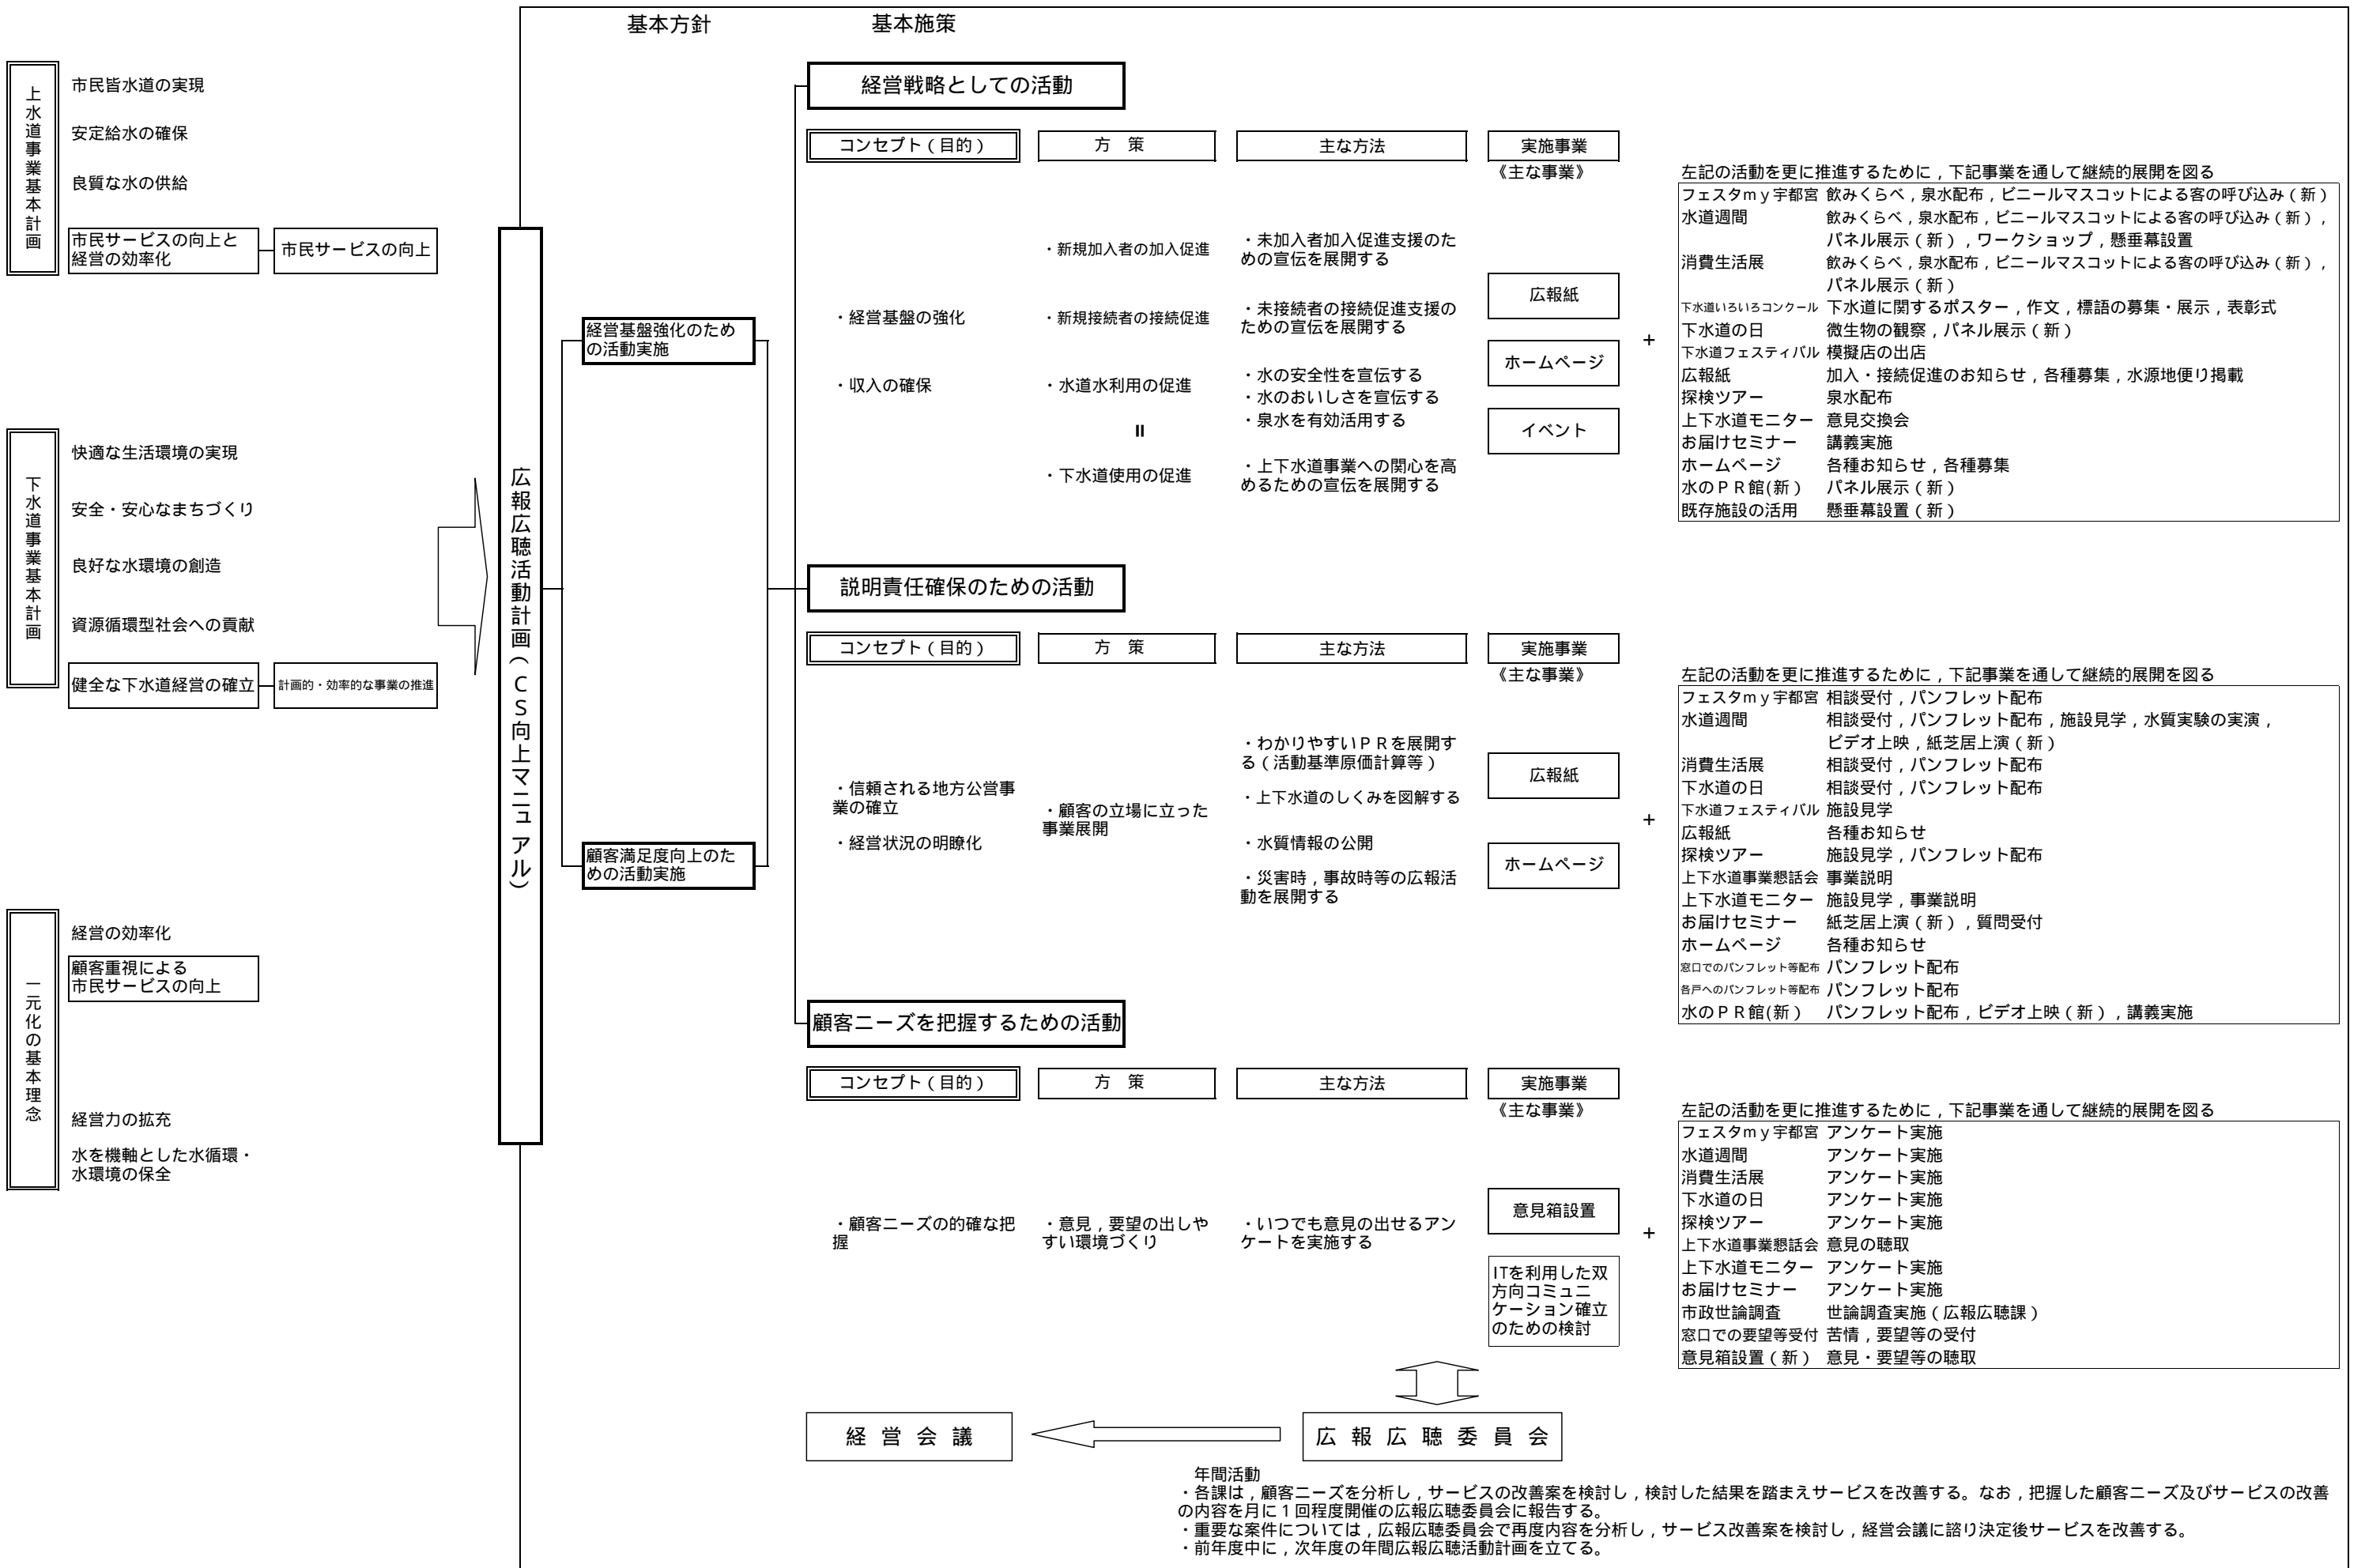 基本方針
基本施策
上水道事業基本計画
市民皆水道の実現
安定給水の確保
良質な水の供給
市民サービスの向上と
経営の効率化
市民サービスの向上
下水道事業基本計画
快適な生活環境の実現
安全・安心なまちづくり
良好な水環境の創造
資源循環型社会への貢献
健全な下水道経営の確立
計画的・効率的な事業の推進
一元化の基本理念
経営の効率化
顧客重視による
市民サービスの向上
経営力の拡充
水を機軸とした水循環・
水環境の保全
広報広聴活動計画(CS向上マニュアル)
経営基盤強化のため
の活動実施
顧客満足度向上のた
めの活動実施
経営戦略としての活動
コンセプト(目的)
方 策
主な方法
実施事業
《主な事業》
・経営基盤の強化
・収入の確保
・新規加入者の加入促進
・新規接続者の接続促進
・水道水利用の促進
=
・下水道使用の促進
・未加入者加入促進支援のた
めの宣伝を展開する
・未接続者の接続促進支援の
ための宣伝を展開する
・水の安全性を宣伝する
・水のおいしさを宣伝する
・泉水を有効活用する
・上下水道事業への関心を高
めるための宣伝を展開する
広報紙
ホームページ
イベント
+
左記の活動を更に推進するために,下記事業を通して継続的展開を図る
フェスタmy宇都宮 飲みくらべ,泉水配布,ビニールマスコットによる客の呼び込み(新)
水道週間 飲みくらべ,泉水配布,ビニールマスコットによる客の呼び込み(新),
パネル展示(新),ワークショップ,懸垂幕設置
消費生活展 飲みくらべ,泉水配布,ビニールマスコットによる客の呼び込み(新),
パネル展示(新)
下水道いろいろコンクール 下水道に関するポスター,作文,標語の募集・展示,表彰式
下水道の日 微生物の観察,パネル展示(新)
下水道フェスティバル 模擬店の出店
広報紙 加入・接続促進のお知らせ,各種募集,水源地便り掲載
探検ツアー 泉水配布
上下水道モニター 意見交換会
お届けセミナー 講義実施
ホームページ 各種お知らせ,各種募集
水のPR館(新) パネル展示(新)
既存施設の活用 懸垂幕設置(新)
説明責任確保のための活動
コンセプト(目的)
方 策
主な方法
実施事業
《主な事業》
・信頼される地方公営事
業の確立
・経営状況の明瞭化
・顧客の立場に立った
事業展開
・わかりやすいPRを展開す
る(活動基準原価計算等)
・上下水道のしくみを図解する
・水質情報の公開
・災害時,事故時等の広報活
動を展開する
広報紙
ホームページ
+
左記の活動を更に推進するために,下記事業を通して継続的展開を図る
フェスタmy宇都宮 相談受付,パンフレット配布
水道週間 相談受付,パンフレット配布,施設見学,水質実験の実演,
ビデオ上映,紙芝居上演(新)
消費生活展 相談受付,パンフレット配布
下水道の日 相談受付,パンフレット配布
下水道フェスティバル 施設見学
広報紙 各種お知らせ
探検ツアー 施設見学,パンフレット配布
上下水道事業懇話会 事業説明
上下水道モニター 施設見学,事業説明
お届けセミナー 紙芝居上演(新),質問受付
ホームページ 各種お知らせ
窓口でのパンフレット等配布 パンフレット配布
各戸へのパンフレット等配布 パンフレット配布
水のPR館(新) パンフレット配布,ビデオ上映(新),講義実施
顧客ニーズを把握するための活動
コンセプト(目的)
方 策
主な方法
実施事業
《主な事業》
・顧客ニーズの的確な把
握
・意見,要望の出しや
すい環境づくり
・いつでも意見の出せるアン
ケートを実施する
意見箱設置
ITを利用した双
方向コミュニ
ケーション確立
のための検討
+
左記の活動を更に推進するために,下記事業を通して継続的展開を図る
フェスタmy宇都宮 アンケート実施
水道週間 アンケート実施
消費生活展 アンケート実施
下水道の日 アンケート実施
探検ツアー アンケート実施
上下水道事業懇話会 意見の聴取
上下水道モニター アンケート実施
お届けセミナー アンケート実施
市政世論調査 世論調査実施(広報広聴課)
窓口での要望等受付 苦情,要望等の受付
意見箱設置(新) 意見・要望等の聴取
経営会議
広報広聴委員会
年間活動
・各課は,顧客ニーズを分析し,サービスの改善案を検討し,検討した結果を踏まえサービスを改善する。なお,把握した顧客ニーズ及びサービスの改善
の内容を月に1回程度開催の広報広聴委員会に報告する。
・重要な案件については,広報広聴委員会で再度内容を分析し,サービス改善案を検討し,経営会議に諮り決定後サービスを改善する。
・前年度中に,次年度の年間広報広聴活動計画を立てる。